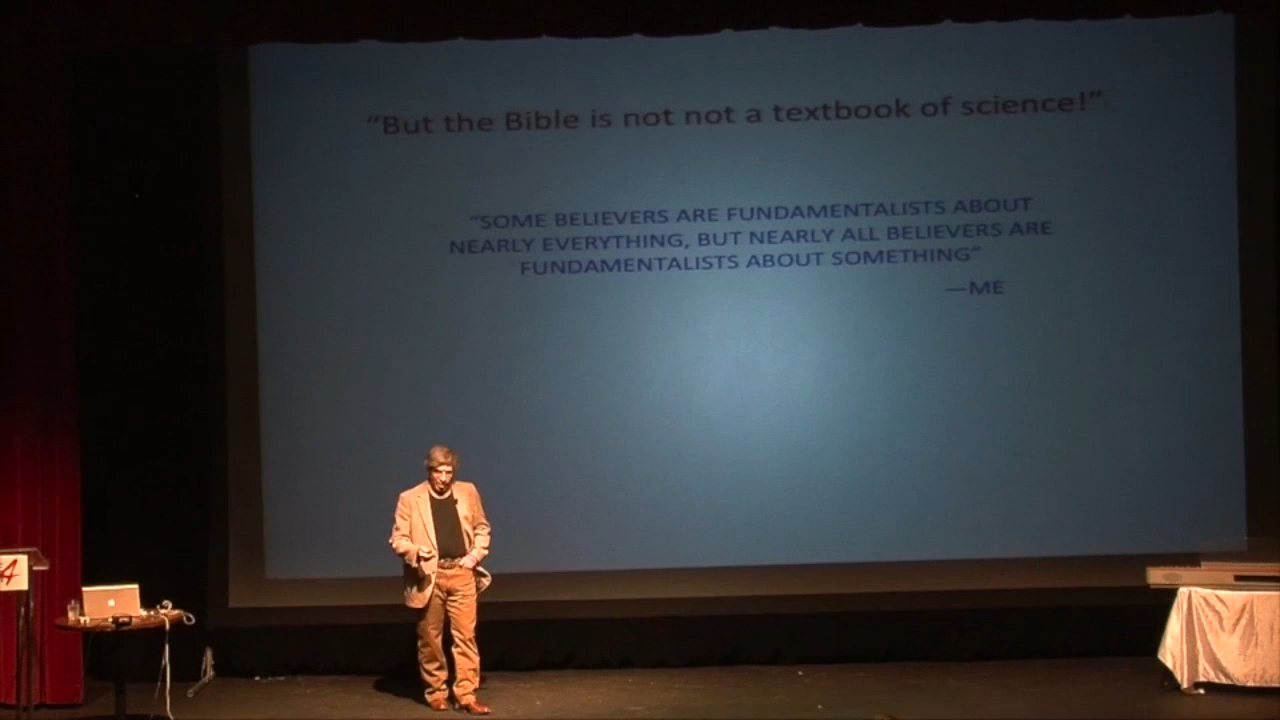 “But the Bible is not not a textbook of science!”
“SOME BELIEVERS ARE FUNDAMENTALISTS ABOUT
NEARLY EVERYTHING, BUT NEARLY ALL BELIEVERS ARE
FUNDAMENTALISTS ABOUT SOMETHING”
—ME
A